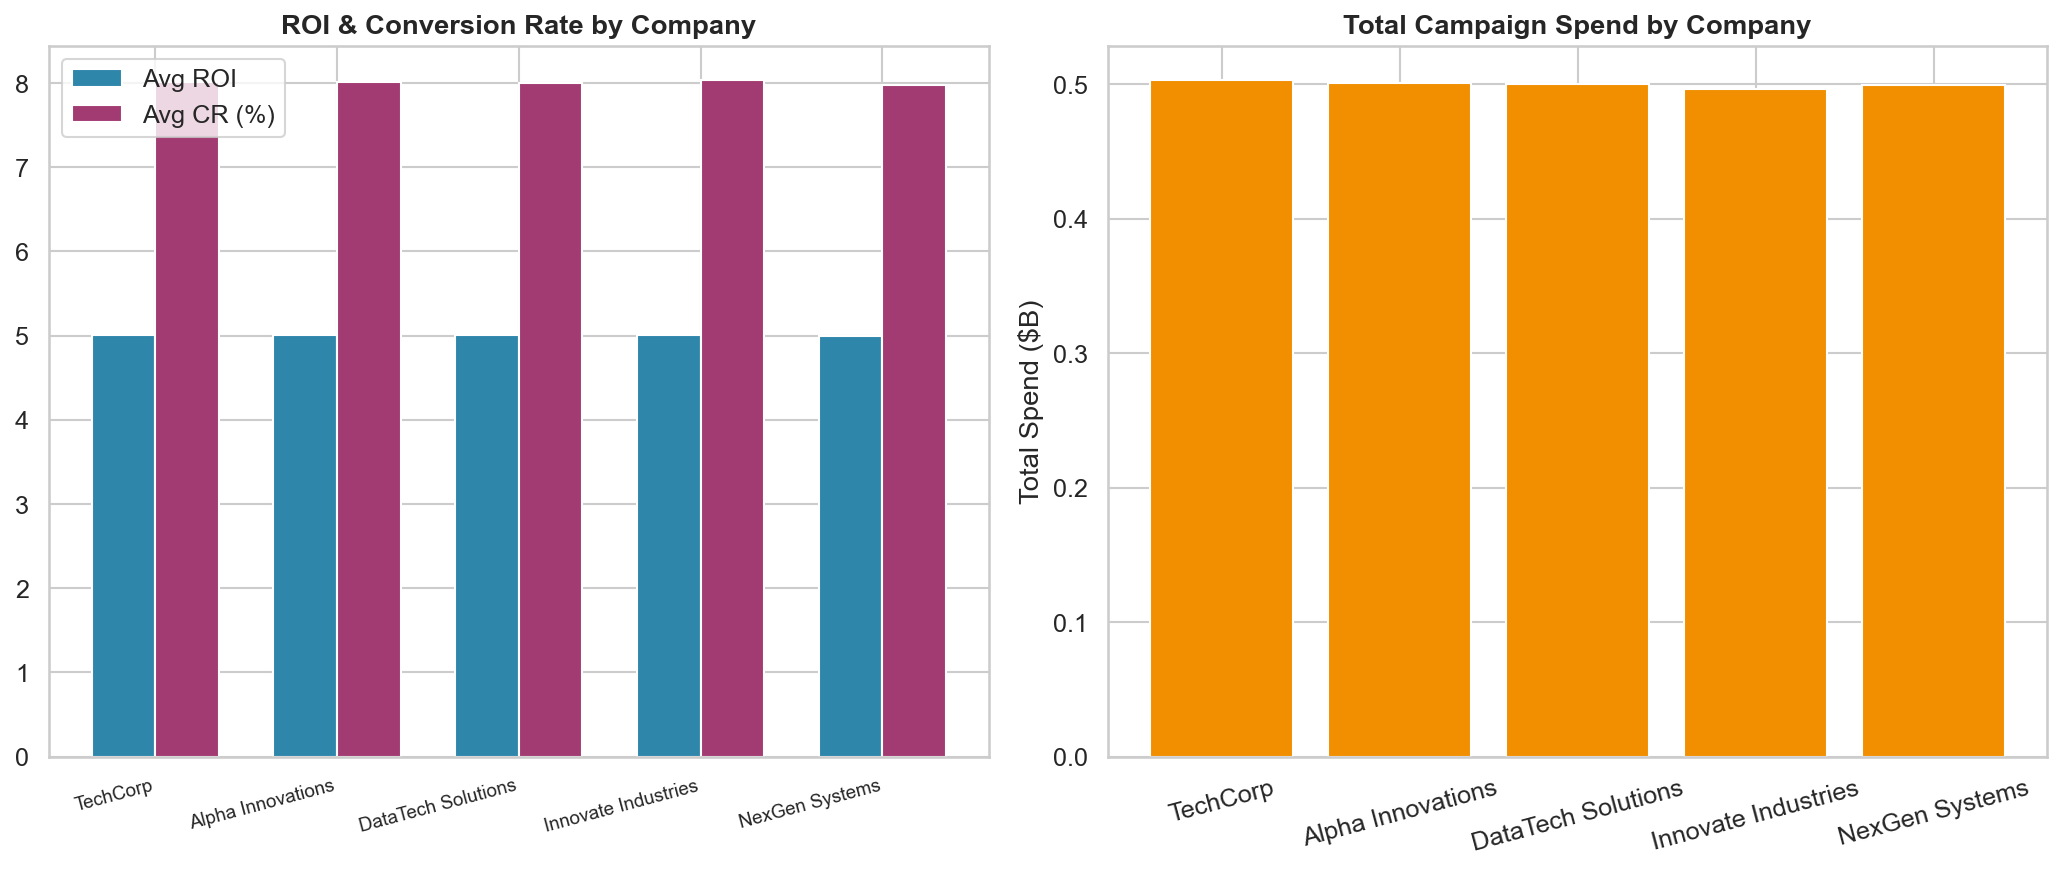 ROI & Conversion Rate by Company
Avg ROI
Avg CR (%)
8
7
6
5
4
3
2
1
0
TechCorp
Alpha Innovations
DataTech Solutions
Innovate Industries
NexGen Systems
Total Campaign Spend by Company
Total Spend ($B)
0.5
0.4
0.3
0.2
0.1
0.0
TechCorp
Alpha Innovations
DataTech Solutions
Innovate Industries
NexGen Systems